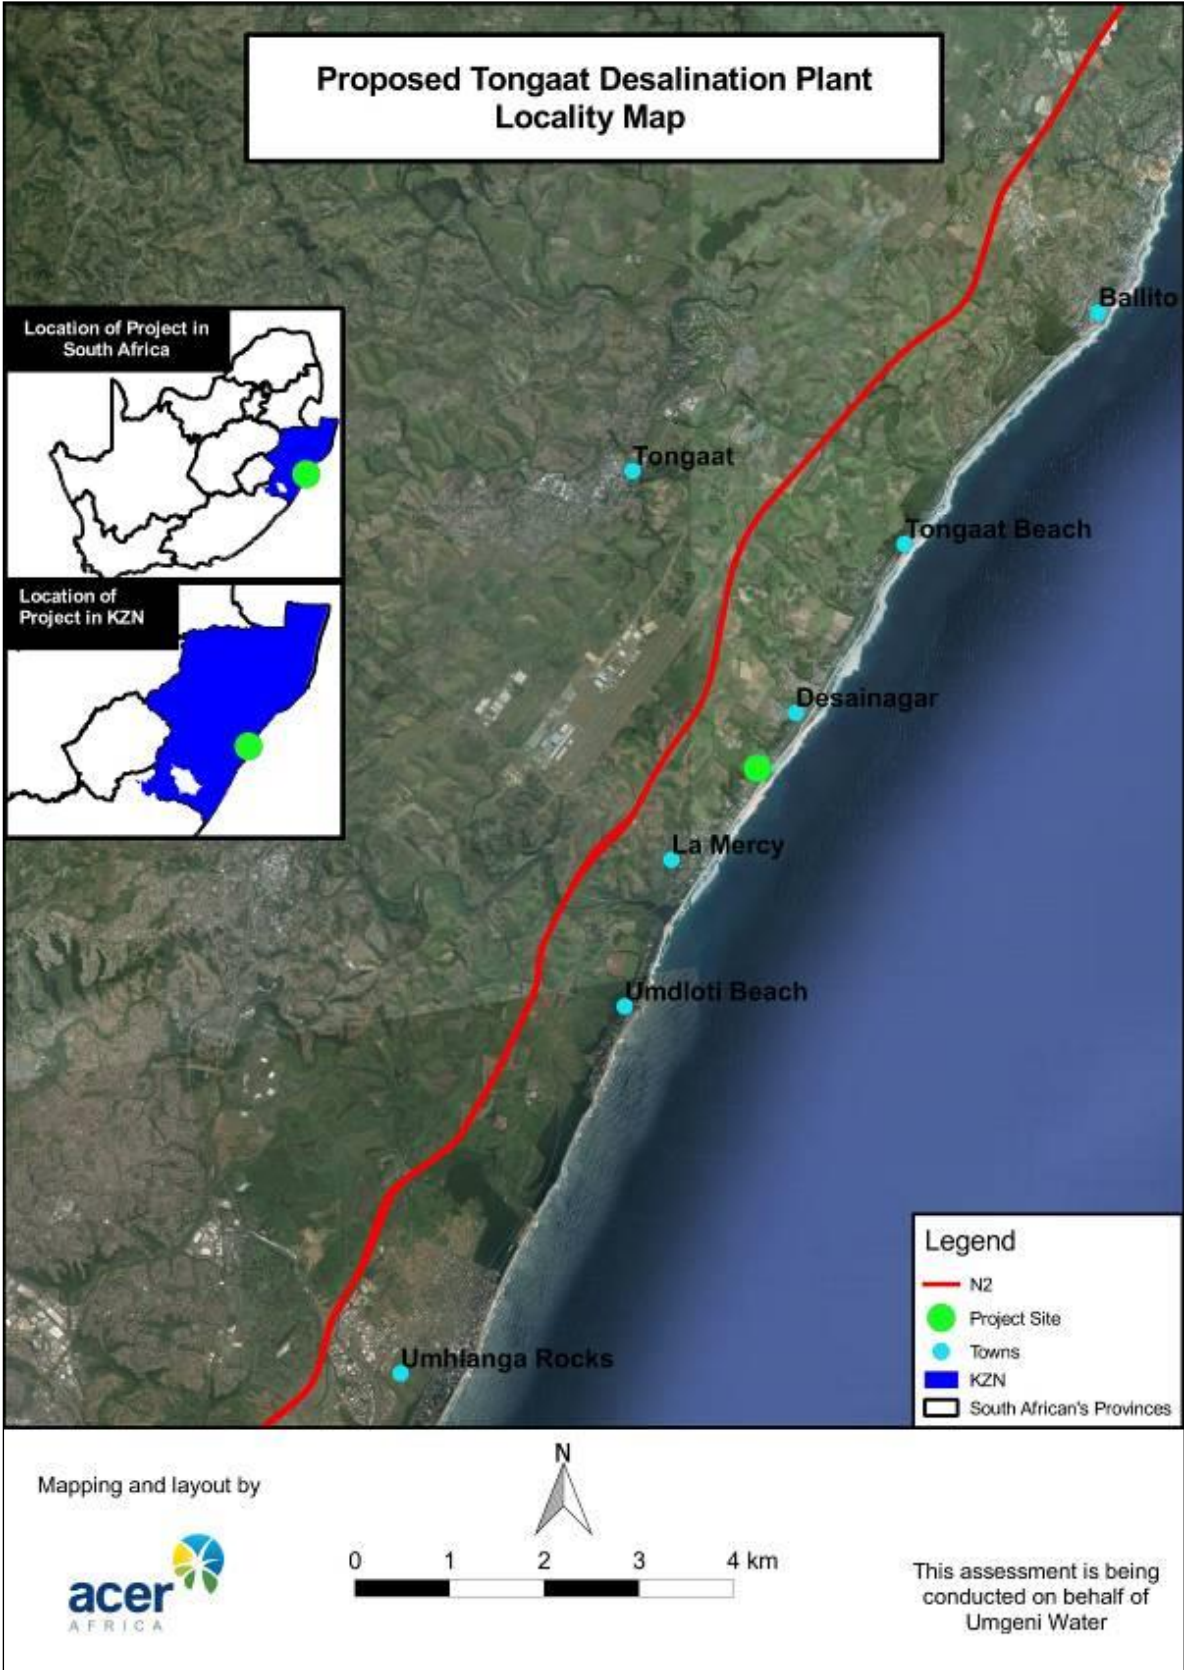 Proposed Tongaat Desalination Plant
Locality Map
Ballito
Location of Project in
South Africa
Tongaat
Tongaat Beach
Location of
Project in KZN
Desainagar
La Mercy
Umdloti Beach
Umhlanga Rocks
Legend
N2
Project Site
Towns
KZN
South African's Provinces
Mapping and layout by
acer
AFRICA
N
0 1 2 3 4 km
This assessment is being
conducted on behalf of
Umgeni Water